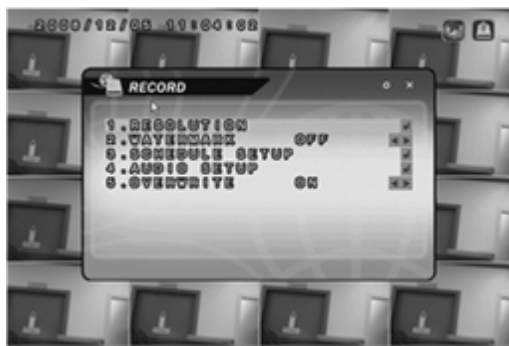 2008/12/05 11:04:02
RECORD
1.RESOLUTION
2.WATERMARK OFF
3.SCHEDULE SETUP
4.AUDIO SETUP
5.OVERWRITE ON